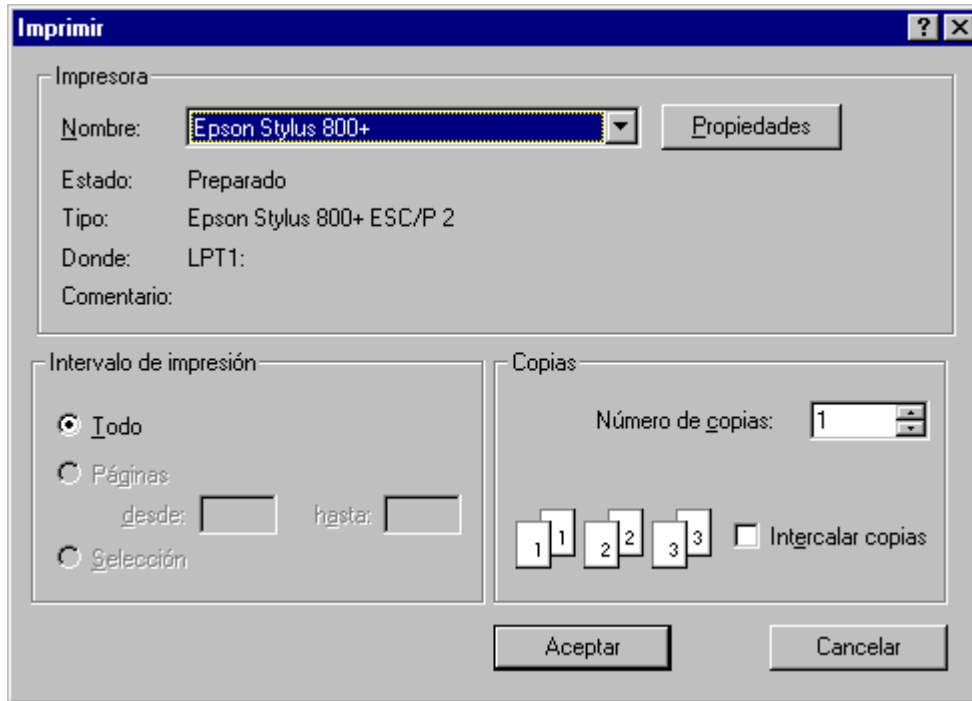 Imprimir
Impresora
Nombre: Epson Stylus 800+ Propiedades
Estado: Preparado
Tipo: Epson Stylus 800+ ESC/P 2
Donde: LPT1:
Comentario:
Intervalo de impresión
Todo
Páginas
desde: hasta:
Selección
Copias
Número de copias: 1
1 1 2 2 3 3 Intercalar copias
Aceptar Cancelar